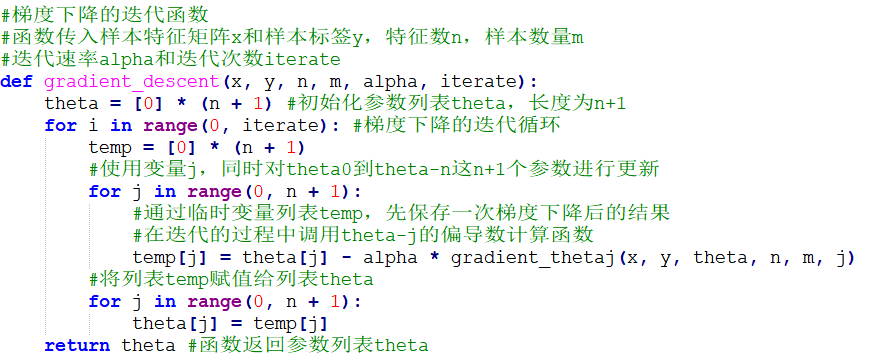 #梯度下降的迭代函数
#函数传入样本特征矩阵x和样本标签y，特征数n，样本数量m
#迭代速率alpha和迭代次数iterate
def gradient_descent(x, y, n, m, alpha, iterate):
    theta = [0] * (n + 1) #初始化参数列表theta，长度为n+1
    for i in range(0, iterate): #梯度下降的迭代循环
        temp = [0] * (n + 1)
        #使用变量j，同时对theta0到theta-n这n+1个参数进行更新
        for j in range(0, n + 1):
            #通过临时变量列表temp，先保存一次梯度下降后的结果
            #在迭代的过程中调用theta-j的偏导数计算函数
            temp[j] = theta[j] - alpha * gradient_thetaj(x, y, theta, n, m, j)
        #将列表temp赋值给列表theta
        for j in range(0, n + 1):
            theta[j] = temp[j]
    return theta #函数返回参数列表theta